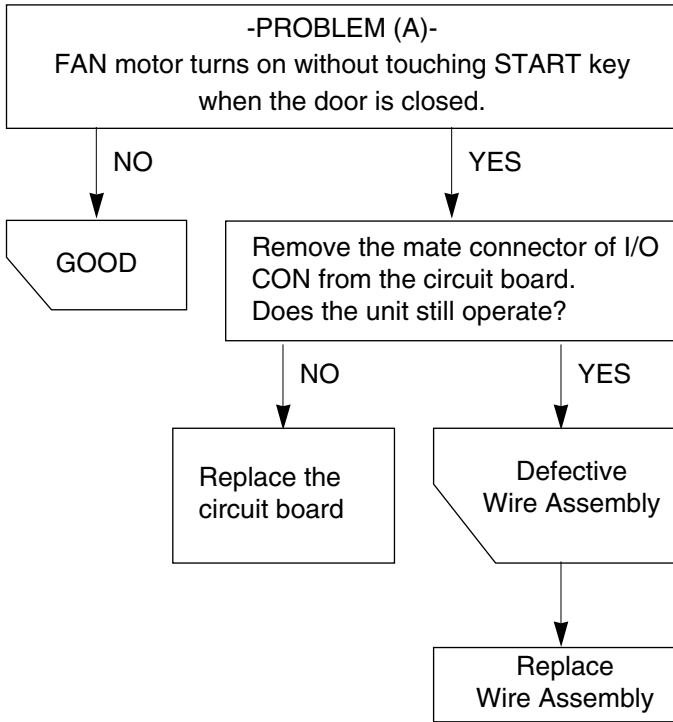 -PROBLEM (A)-
FAN motor turns on without touching START key
when the door is closed.
NO
YES
GOOD
Remove the mate connector of I/O
CON from the circuit board.
Does the unit still operate?
NO
YES
Replace the
circuit board
Defective
Wire Assembly
Replace
Wire Assembly